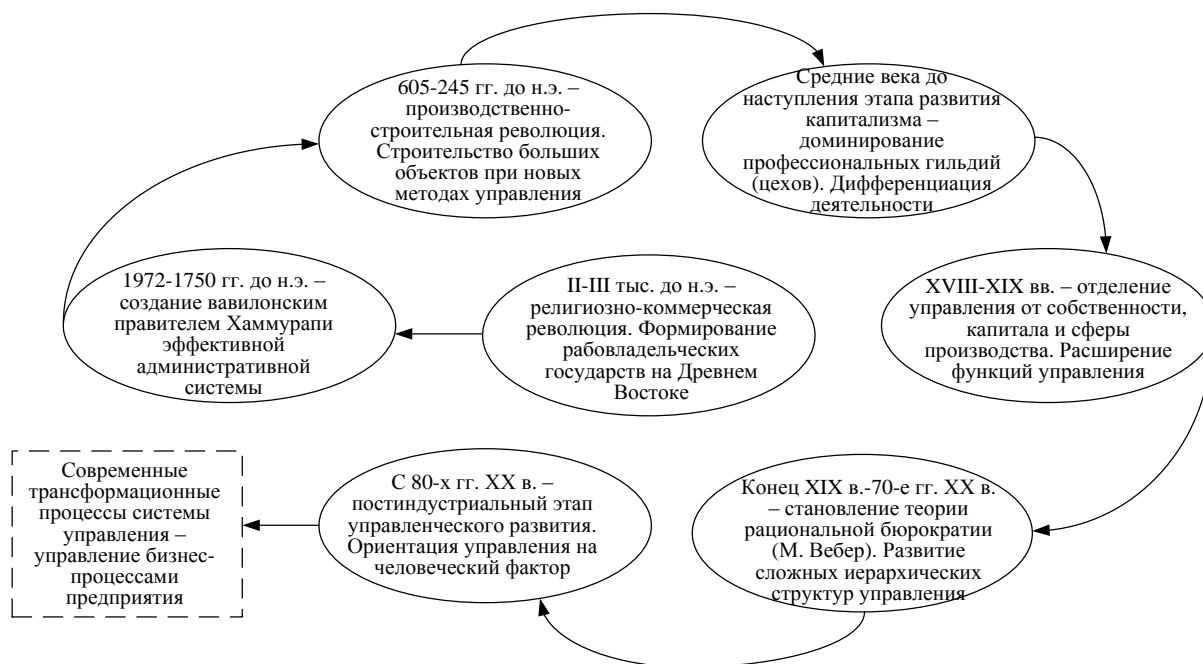 605-245 гг. до н.э. –
производственно-
строительная революция.
Строительство больших
объектов при новых
методах управления
Средние века до
наступления этапа развития
капитализма –
доминирование
профессиональных гильдий
(цехов). Дифференциация
деятельности
1972-1750 гг. до н.э. –
создание вавилонским
правителем Хаммурапи
эффективной
административной
системы
II-III тыс. до н.э. –
религиозно-коммерческая
революция. Формирование
рабовладельческих
государств на Древнем
Востоке
XVIII-XIX вв. – отделение
управления от собственности,
капитала и сферы
производства. Расширение
функций управления
Современные
трансформационные
процессы системы
управления –
управление бизнес-
процессами
предприятия
С 80-х гг. XX в. –
постиндустриальный этап
управленческого развития.
Ориентация управления на
человеческий фактор
Конец XIX в.-70-е гг. XX в.
– становление теории
рациональной бюрократии
(М. Вебер). Развитие
сложных иерархических
структур управления